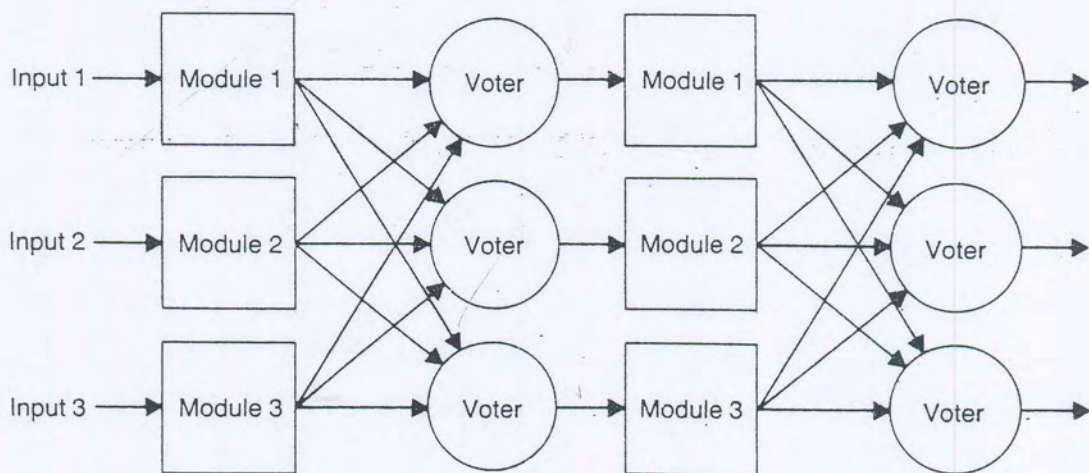 Input 1 Module 1 Voter Module 1 Voter
Input 2 Module 2 Voter Module 2 Voter
Input 3 Module 3 Voter Module 3 Voter